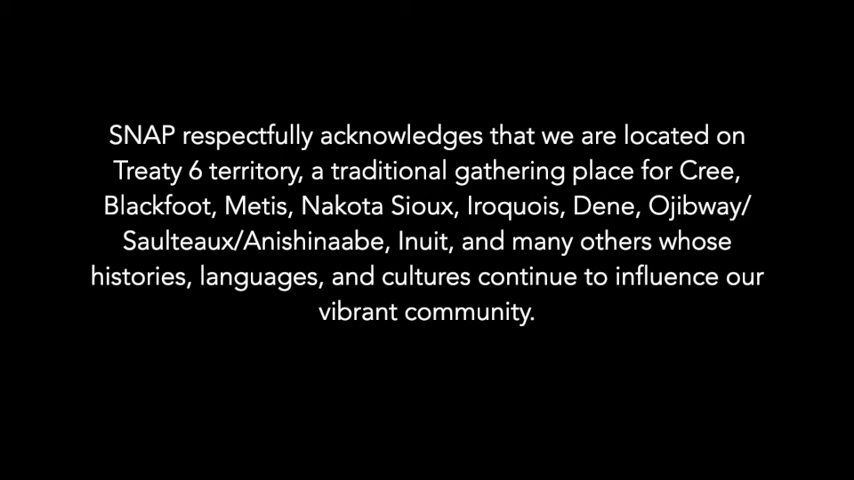 SNAP respectfully acknowledges that we are located on
Treaty 6 territory, a traditional gathering place for Cree,
Blackfoot, Metis, Nakota Sioux, Iroquois, Dene, Ojibway/
Saulteaux/Anishinaabe, Inuit, and many others whose
histories, languages, and cultures continue to influence our
vibrant community.